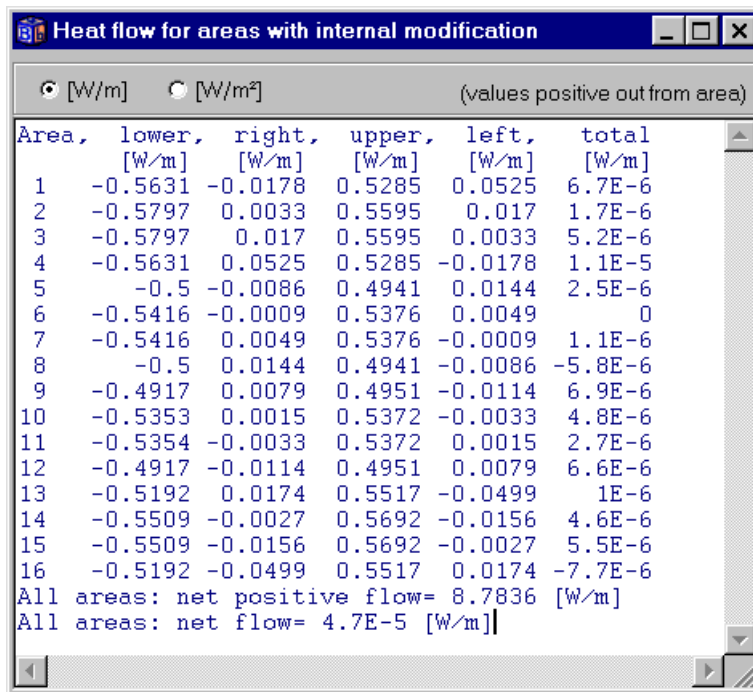 Heat flow for areas with internal modification
[W/m] [W/m²] (values positive out from area)
Area, lower, right, upper, left, total
[W/m] [W/m] [W/m] [W/m] [W/m]
1 -0.5631 -0.0178 0.5285 0.0525 6.7E-6
2 -0.5797 0.0033 0.5595 0.017 1.7E-6
3 -0.5797 0.017 0.5595 0.0033 5.2E-6
4 -0.5631 0.0525 0.5285 -0.0178 1.1E-5
5 -0.5 -0.0086 0.4941 0.0144 2.5E-6
6 -0.5416 -0.0009 0.5376 0.0049 0
7 -0.5416 0.0049 0.5376 -0.0009 1.1E-6
8 -0.5 0.0144 0.4941 -0.0086 -5.8E-6
9 -0.4917 0.0079 0.4951 -0.0114 6.9E-6
10 -0.5353 0.0015 0.5372 -0.0033 4.8E-6
11 -0.5354 -0.0033 0.5372 0.0015 2.7E-6
12 -0.4917 -0.0114 0.4951 0.0079 6.6E-6
13 -0.5192 0.0174 0.5517 -0.0499 1E-6
14 -0.5509 -0.0027 0.5692 -0.0156 4.6E-6
15 -0.5509 -0.0156 0.5692 -0.0027 5.5E-6
16 -0.5192 -0.0499 0.5517 0.0174 -7.7E-6
All areas: net positive flow= 8.7836 [W/m]
All areas: net flow= 4.7E-5 [W/m]